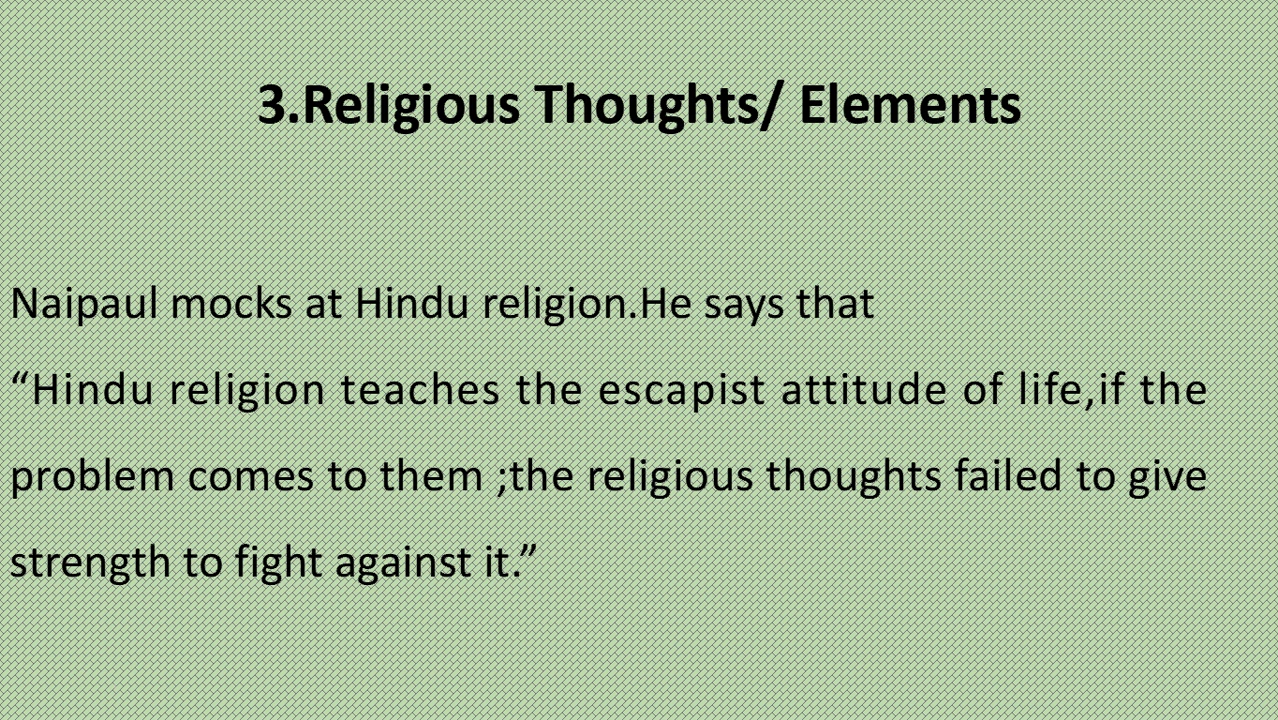 3.Religious Thoughts/ Elements
Naipaul mocks at Hindu religion.He says that
“Hindu religion teaches the escapist attitude of life,if the
problem comes to them ;the religious thoughts failed to give
strength to fight against it.”